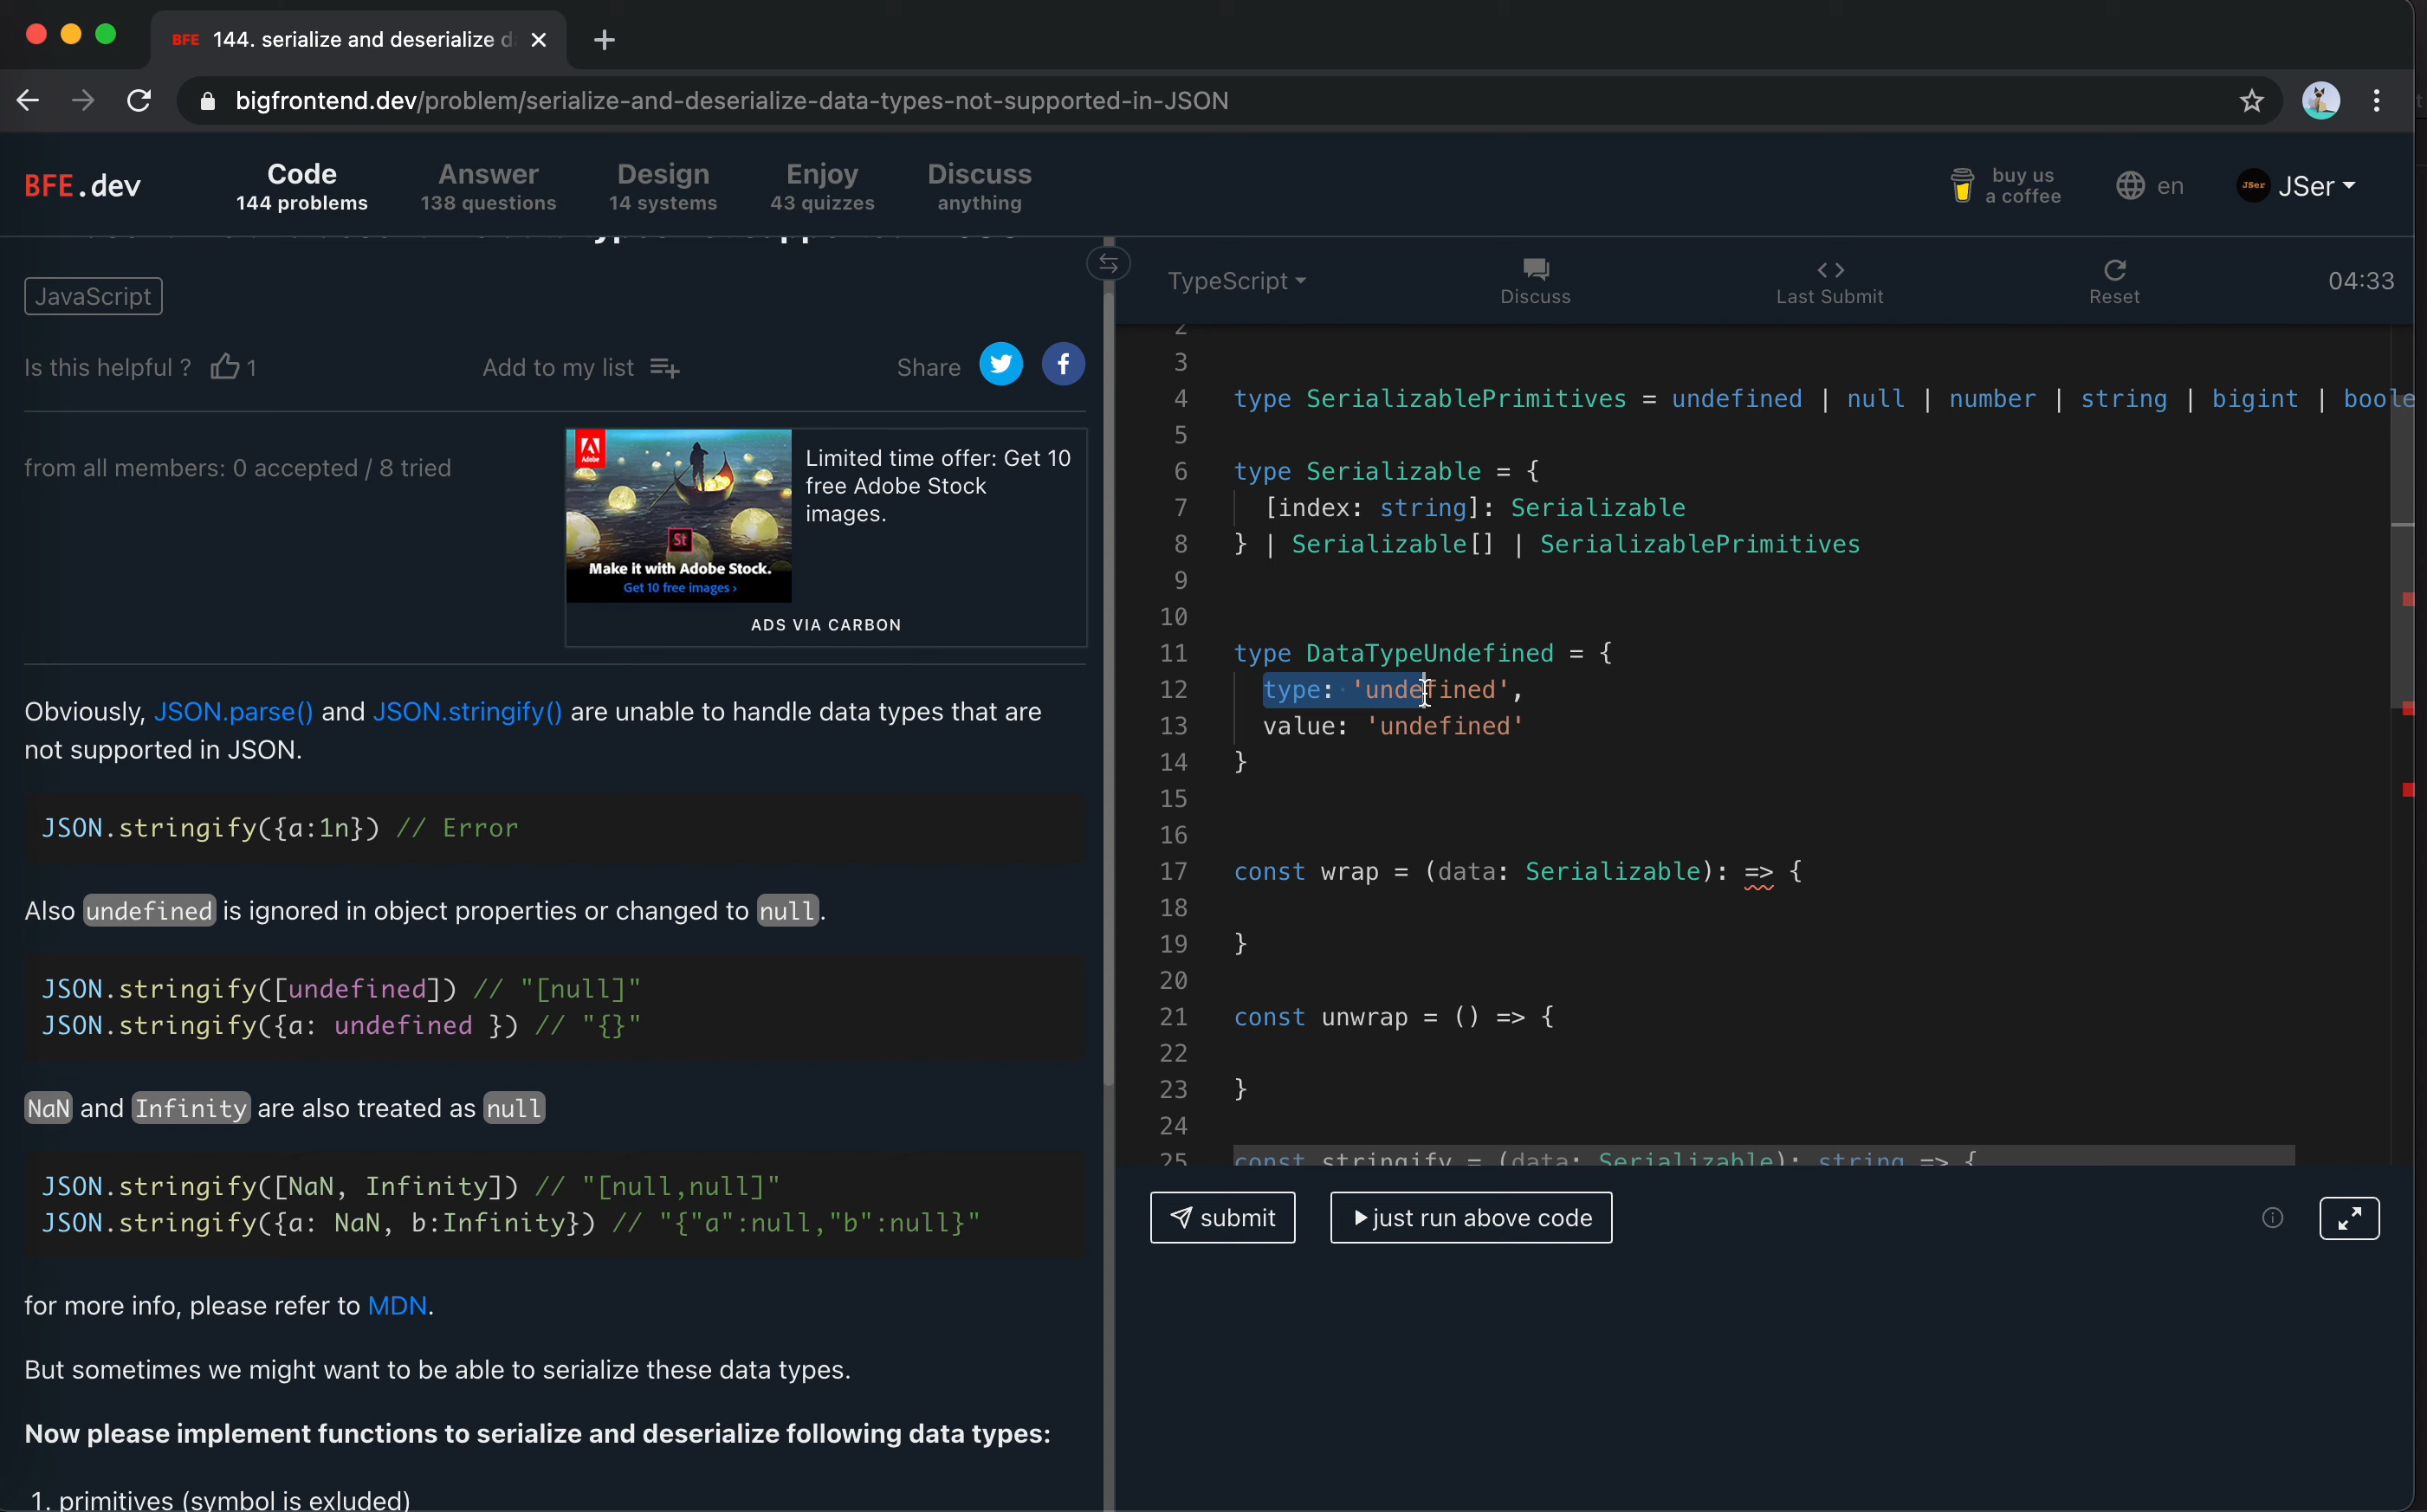 BFE 144. serialize and deserialize d
bigfrontend.dev/problem/serialize-and-deserialize-data-types-not-supported-in-JSON
BFE.dev
Code
144 problems
Answer
138 questions
Design
14 systems
Enjoy
43 quizzes
Discuss
anything
buy us
a coffee
en
JSer
JSer
JavaScript
Is this helpful ? 1
Add to my list
Share
from all members: 0 accepted / 8 tried
Adobe
St
Make it with Adobe Stock.
Get 10 free images ›
Limited time offer: Get 10
free Adobe Stock
images.
ADS VIA CARBON
Obviously, JSON.parse() and JSON.stringify() are unable to handle data types that are
not supported in JSON.
JSON.stringify({a:1n}) // Error
Also undefined is ignored in object properties or changed to null.
JSON.stringify([undefined]) // "[null]"
JSON.stringify({a: undefined }) // "{}"
NaN and Infinity are also treated as null
JSON.stringify([NaN, Infinity]) // "[null,null]"
JSON.stringify({a: NaN, b:Infinity}) // "{"a":null,"b":null}"
for more info, please refer to MDN.
But sometimes we might want to be able to serialize these data types.
Now please implement functions to serialize and deserialize following data types:
1. primitives (symbol is exluded)
TypeScript
Discuss
Last Submit
Reset
04:33
2
3
4 type SerializablePrimitives = undefined | null | number | string | bigint | boole
5
6 type Serializable = {
7 [index: string]: Serializable
8 } | Serializable[] | SerializablePrimitives
9
10
11 type DataTypeUndefined = {
12 type: 'undefined',
13 value: 'undefined'
14 }
15
16
17 const wrap = (data: Serializable): => {
18
19 }
20
21 const unwrap = () => {
22
23 }
24
25 const stringify = (data: Serializable): string => {
submit
just run above code